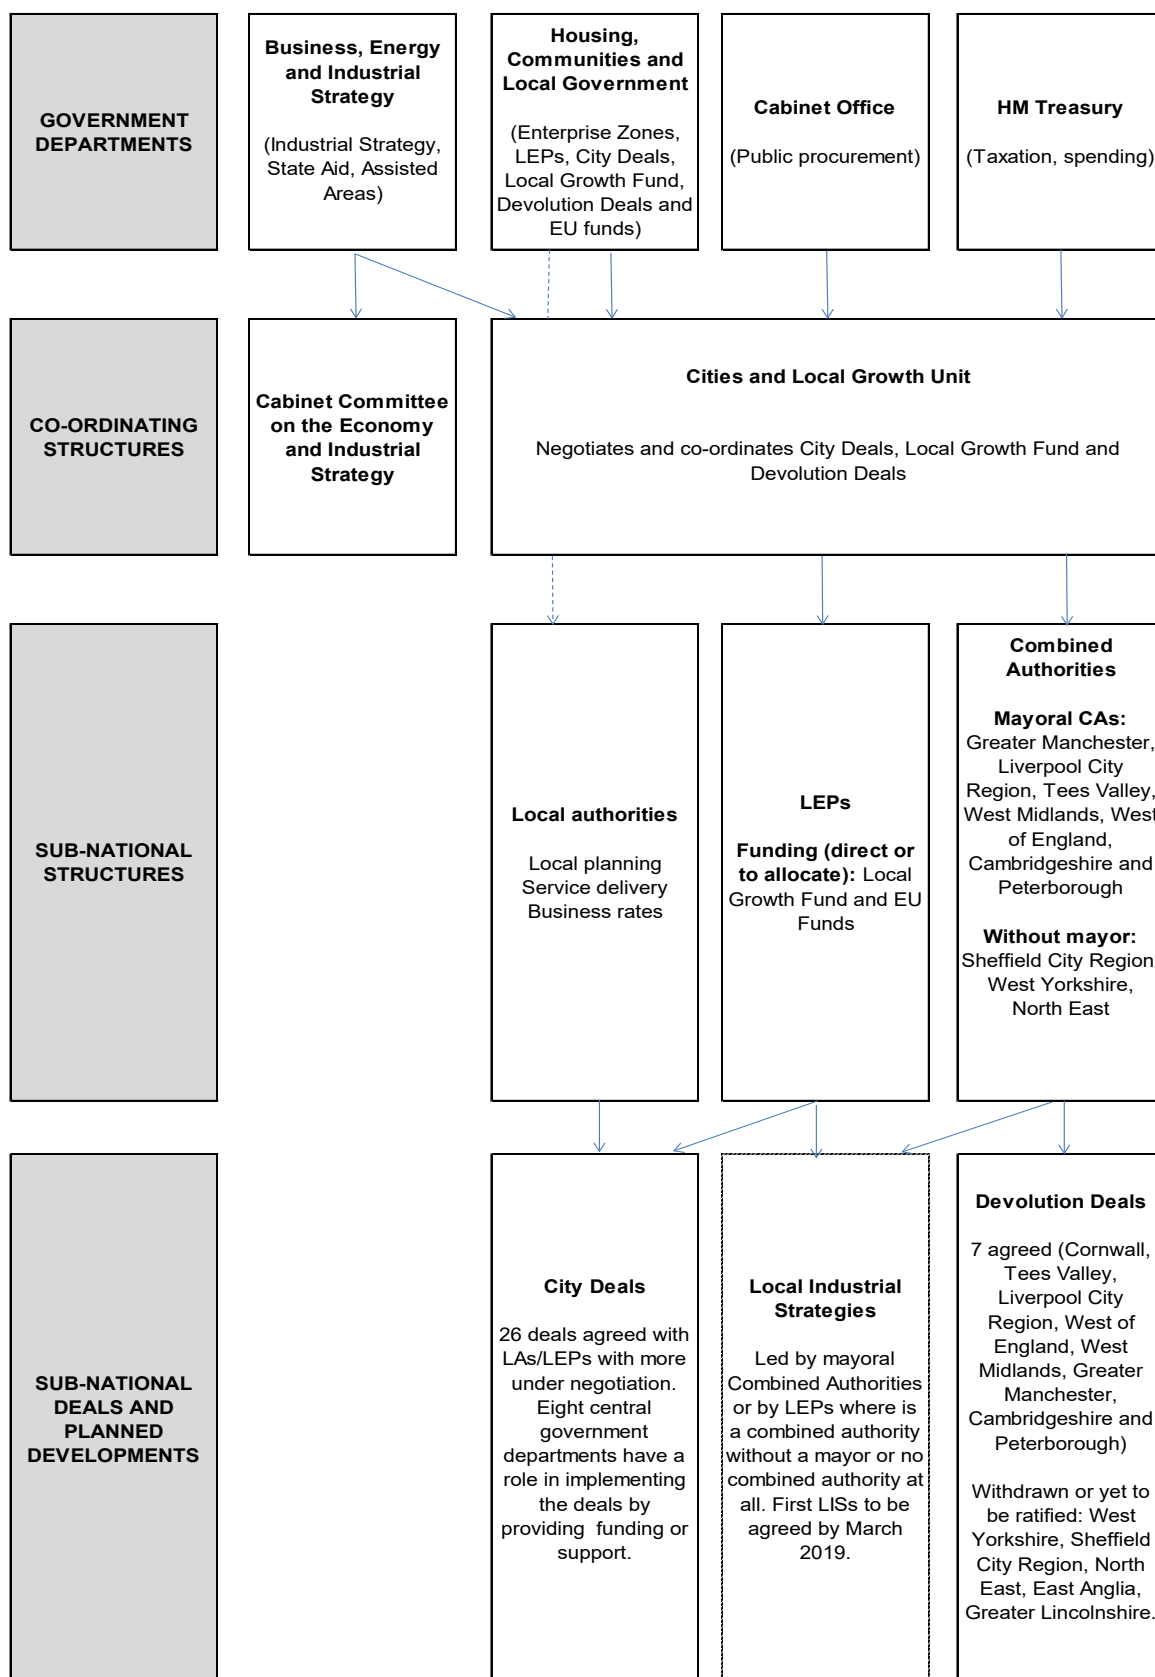 GOVERNMENT
DEPARTMENTS
Business, Energy
and Industrial
Strategy
(Industrial Strategy,
State Aid, Assisted
Areas)
Housing,
Communities and
Local Government
(Enterprise Zones,
LEPs, City Deals,
Local Growth Fund,
Devolution Deals and
EU funds)
Cabinet Office
(Public procurement)
HM Treasury
(Taxation, spending)
CO-ORDINATING
STRUCTURES
Cabinet Committee
on the Economy
and Industrial
Strategy
Cities and Local Growth Unit
Negotiates and co-ordinates City Deals, Local Growth Fund and
Devolution Deals
SUB-NATIONAL
STRUCTURES
Local authorities
Local planning
Service delivery
Business rates
LEPs
Funding (direct or
to allocate): Local
Growth Fund and EU
Funds
Combined
Authorities
Mayoral CAs:
Greater Manchester,
Liverpool City
Region, Tees Valley,
West Midlands, West
of England,
Cambridgeshire and
Peterborough
Without mayor:
Sheffield City Region
West Yorkshire,
North East
SUB-NATIONAL
DEALS AND
PLANNED
DEVELOPMENTS
City Deals
26 deals agreed with
LAs/LEPs with more
under negotiation.
Eight central
government
departments have a
role in implementing
the deals by
providing funding or
support.
Local Industrial
Strategies
Led by mayoral
Combined Authorities
or by LEPs where is
a combined authority
without a mayor or no
combined authority at
all. First LISs to be
agreed by March
2019.
Devolution Deals
7 agreed (Cornwall,
Tees Valley,
Liverpool City
Region, West of
England, West
Midlands, Greater
Manchester,
Cambridgeshire and
Peterborough)
Withdrawn or yet to
be ratified: West
Yorkshire, Sheffield
City Region, North
East, East Anglia,
Greater Lincolnshire.